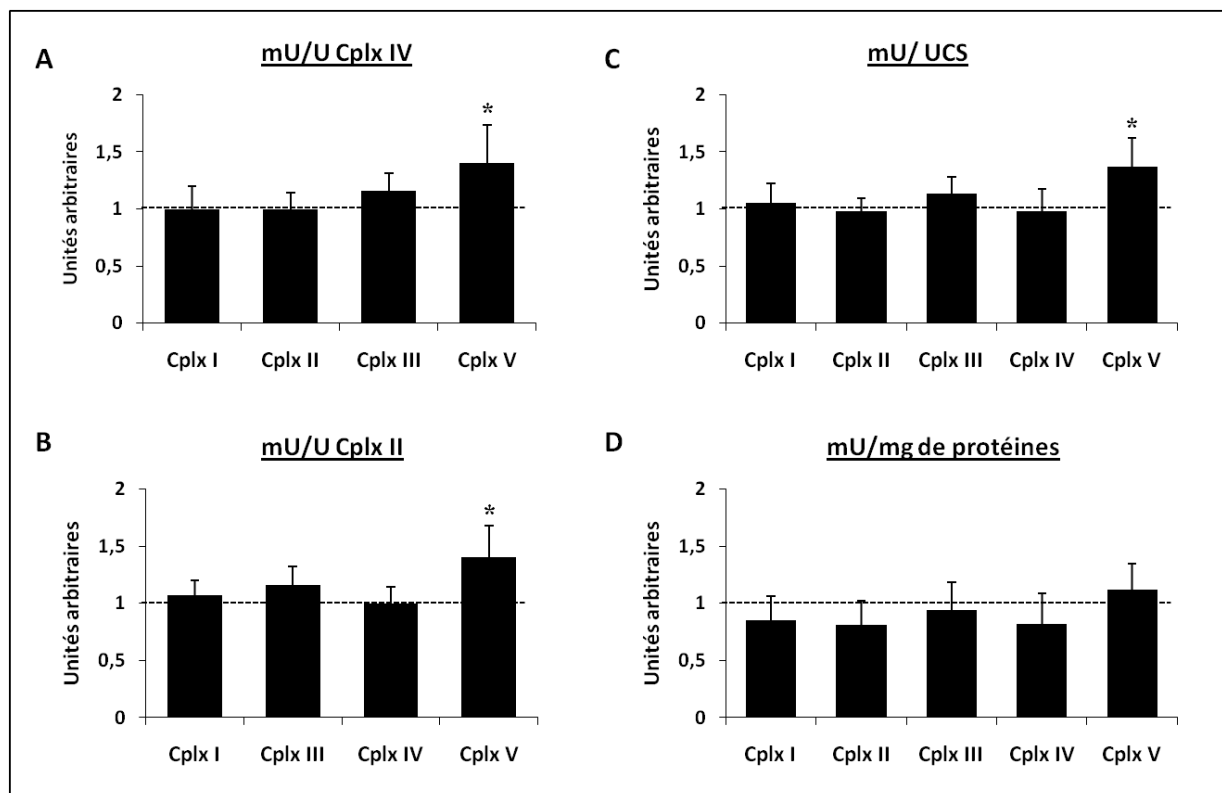 A
mU/U Cplx IV
Unités arbitraires
2
1,5
1
0,5
0
*
Cplx I Cplx II Cplx III Cplx V
B
mU/U Cplx II
Unités arbitraires
2
1,5
1
0,5
0
*
Cplx I Cplx III Cplx IV Cplx V
C
mU/ UCS
Unités arbitraires
2
1,5
1
0,5
0
*
Cplx I Cplx II Cplx III Cplx IV Cplx V
D
mU/mg de protéines
Unités arbitraires
2
1,5
1
0,5
0
Cplx I Cplx II Cplx III Cplx IV Cplx V